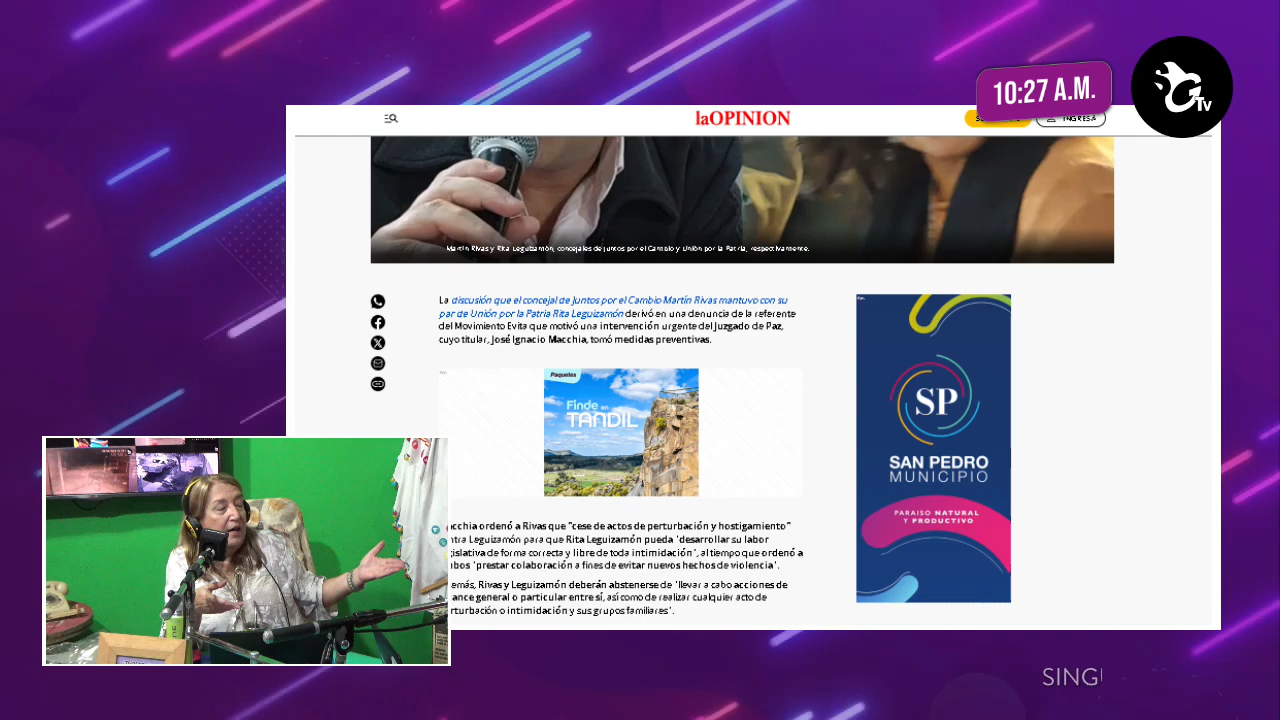 10:27 A.M.
G Tv
laOPINION
INGRESA
Martín Rivas y Rita Leguizamón, concejales de Juntos por el Cambio y Unión por la Patria, respectivamente.
La discusión que el concejal de Juntos por el Cambio Martín Rivas mantuvo con su
par de Unión por la Patria Rita Leguizamón derivó en una denuncia de la referente
del Movimiento Evita que motivó una intervención urgente del Juzgado de Paz,
cuyo titular, José Ignacio Macchia, tomó medidas preventivas.
Paquetes
Finde en
TANDIL
SP
SAN PEDRO
MUNICIPIO
PARAISO NATURAL
Y PRODUCTIVO
cchia ordenó a Rivas que "cese de actos de perturbación y hostigamiento"
ntra Leguizamón para que Rita Leguizamón pueda "desarrollar su labor
gislativa de forma correcta y libre de toda intimidación", al tiempo que ordenó a
mbos "prestar colaboración a fines de evitar nuevos hechos de violencia".
emás, Rivas y Leguizamón deberán abstenerse de "llevar a cabo acciones de
ance general o particular entre sí, así como de realizar cualquier acto de
rturbación o intimidación y sus grupos familiares".
SING